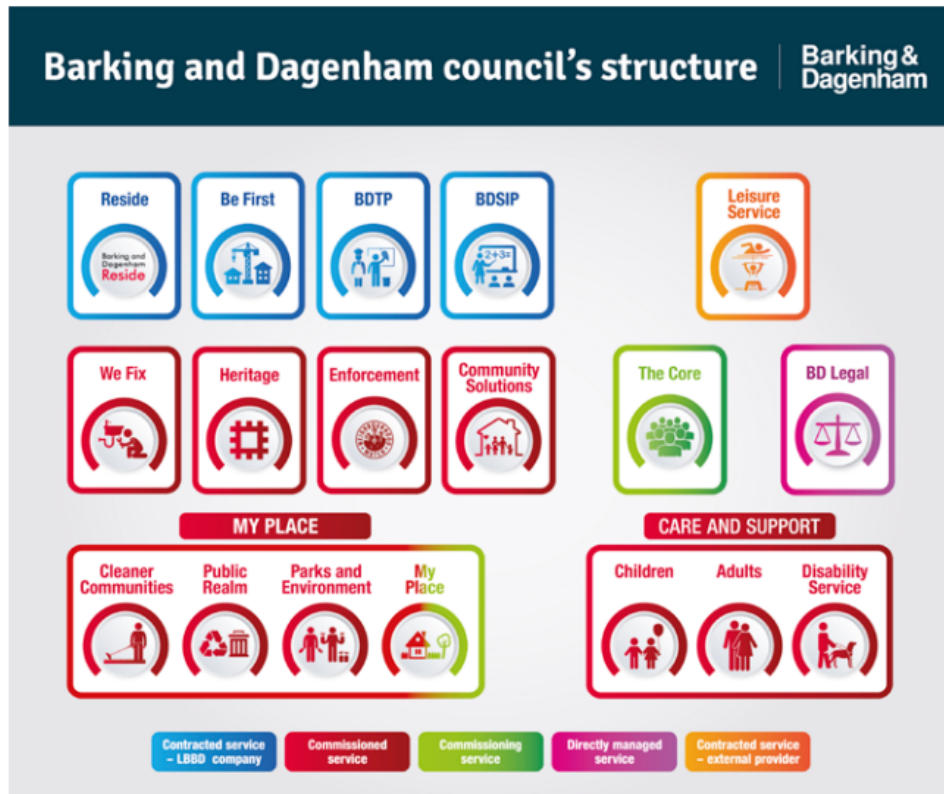 Barking and Dagenham council's structure
Barking &
Dagenham
Reside
Barking and
Dagenham
Reside
Be First
BDTP
BDSIP
2+3=
Leisure
Service
We Fix
Heritage
Enforcement
Community
Solutions
The Core
BD Legal
MY PLACE
Cleaner
Communities
Public
Realm
Parks and
Environment
My
Place
CARE AND SUPPORT
Children
Adults
Disability
Service
Contracted service
– LBBD company
Commissioned
service
Commissioning
service
Directly managed
service
Contracted service
– external provider